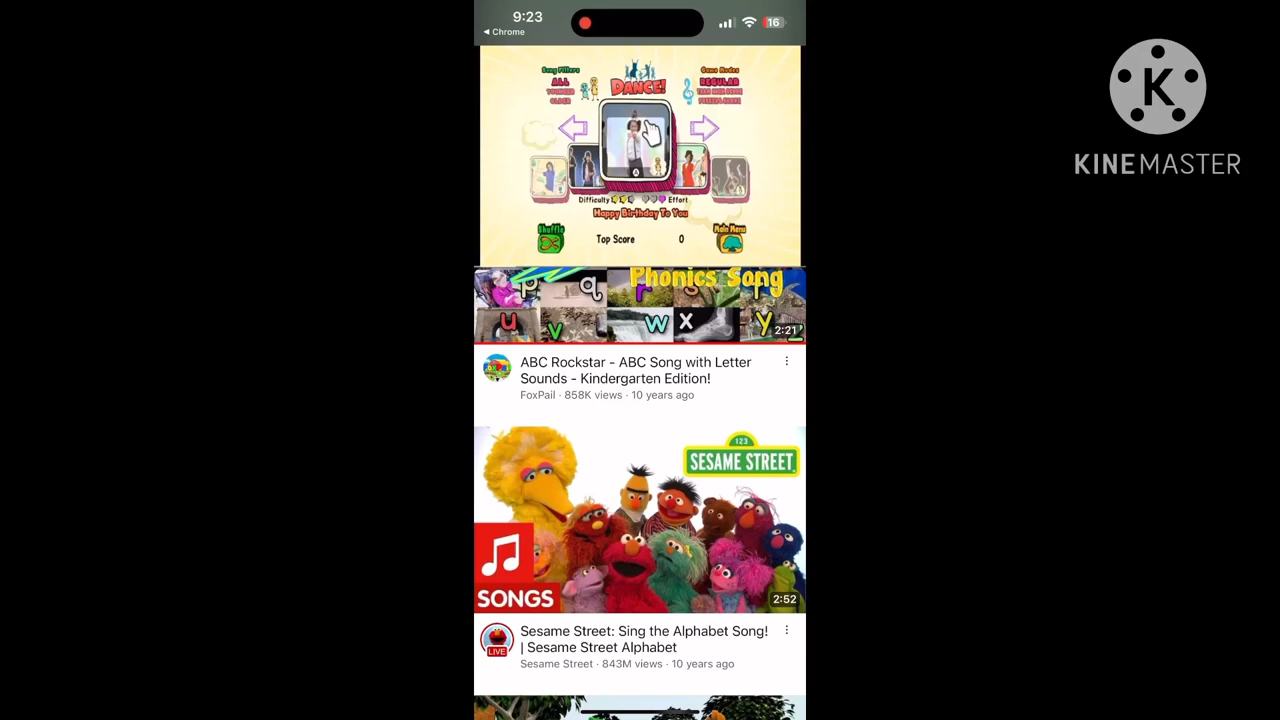 9:23
16
◀ Chrome
Song Filters
ALL
YOUNGER
OLDER
DANCE!
Game Modes
REGULAR
Difficulty
Effort
Happy Birthday To You
Shuffle
Top Score 0
Main Menu
Phonics Song
p q r s
u v w x y z
2:21
ABC Rockstar - ABC Song with Letter
Sounds - Kindergarten Edition!
FoxPail · 858K views · 10 years ago
123
SESAME STREET
SONGS
2:52
LIVE
Sesame Street: Sing the Alphabet Song!
| Sesame Street Alphabet
Sesame Street · 843M views · 10 years ago
K
KINEMASTER